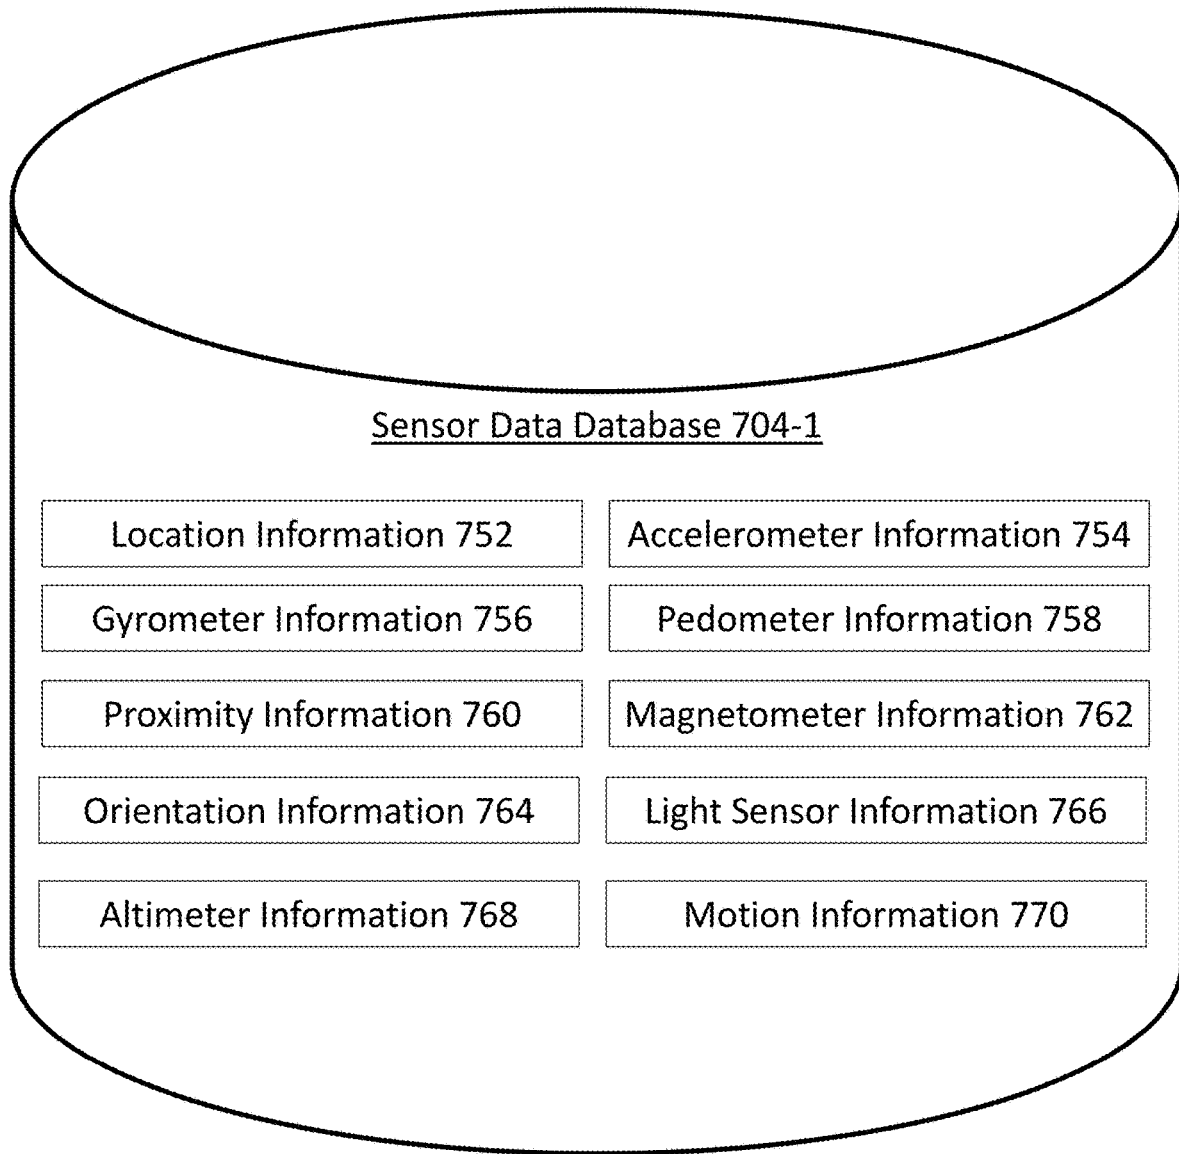 Sensor Data Database 704-1
Location Information 752
Accelerometer Information 754
Gyrometer Information 756
Pedometer Information 758
Proximity Information 760
Magnetometer Information 762
Orientation Information 764
Light Sensor Information 766
Altimeter Information 768
Motion Information 770